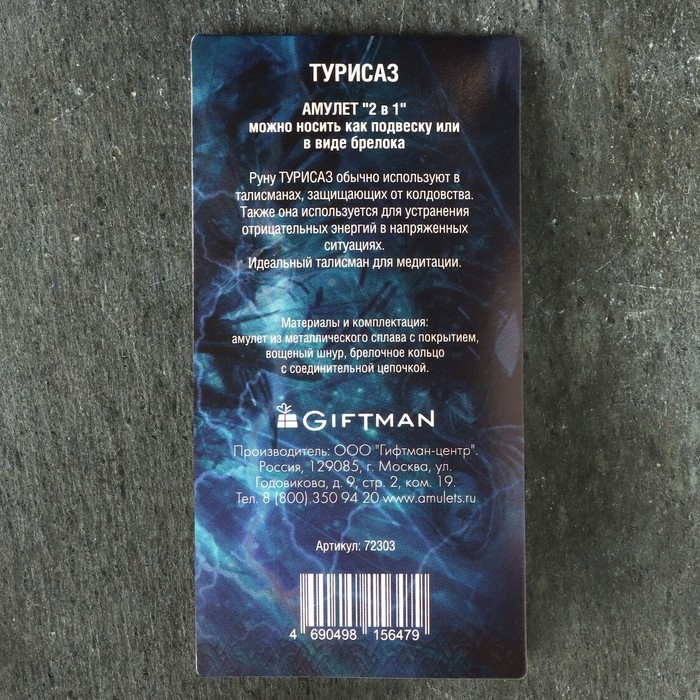 ТУРИСАЗ
АМУЛЕТ "2 в 1"
можно носить как подвеску или
в виде брелока
Руну ТУРИСАЗ обычно используют в
талисманах, защищающих от колдовства.
Также она используется для устранения
отрицательных энергий в напряженных
ситуациях.
Идеальный талисман для медитации.
Материалы и комплектация:
амулет из металлического сплава с покрытием,
вощеный шнур, брелочное кольцо
с соединительной цепочкой.
GIFTMAN
Производитель: ООО "Гифтман-центр".
Россия, 129085, г. Москва, ул.
Годовикова, д. 9, стр. 2, ком. 19.
Тел. 8 (800) 350 94 20 www.amulets.ru
Артикул: 72303
4 690498 156479